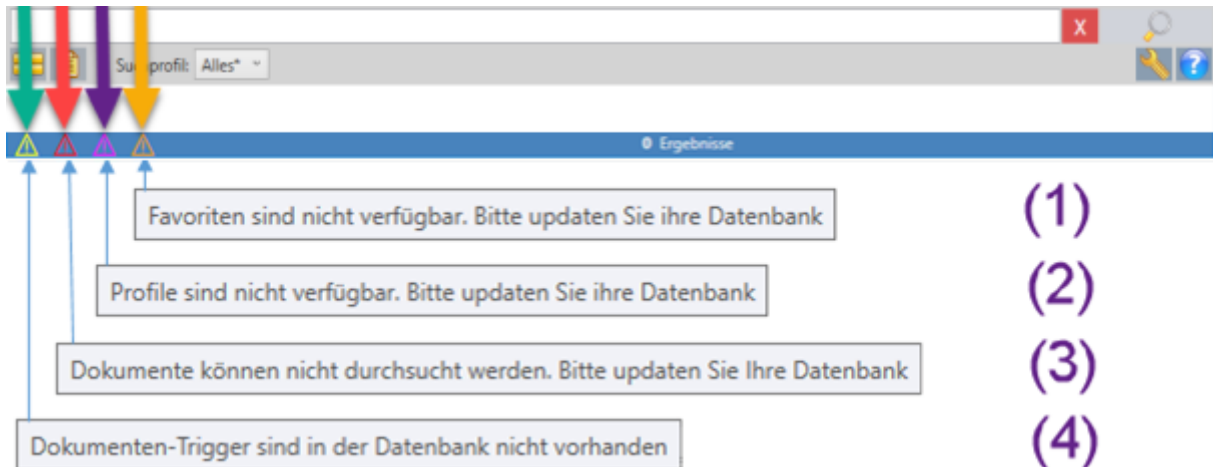 X
Suchprofil: Alles*
?
0 Ergebnisse
Favoriten sind nicht verfügbar. Bitte updaten Sie ihre Datenbank
(1)
Profile sind nicht verfügbar. Bitte updaten Sie ihre Datenbank
(2)
Dokumente können nicht durchsucht werden. Bitte updaten Sie Ihre Datenbank
(3)
Dokumenten-Trigger sind in der Datenbank nicht vorhanden
(4)